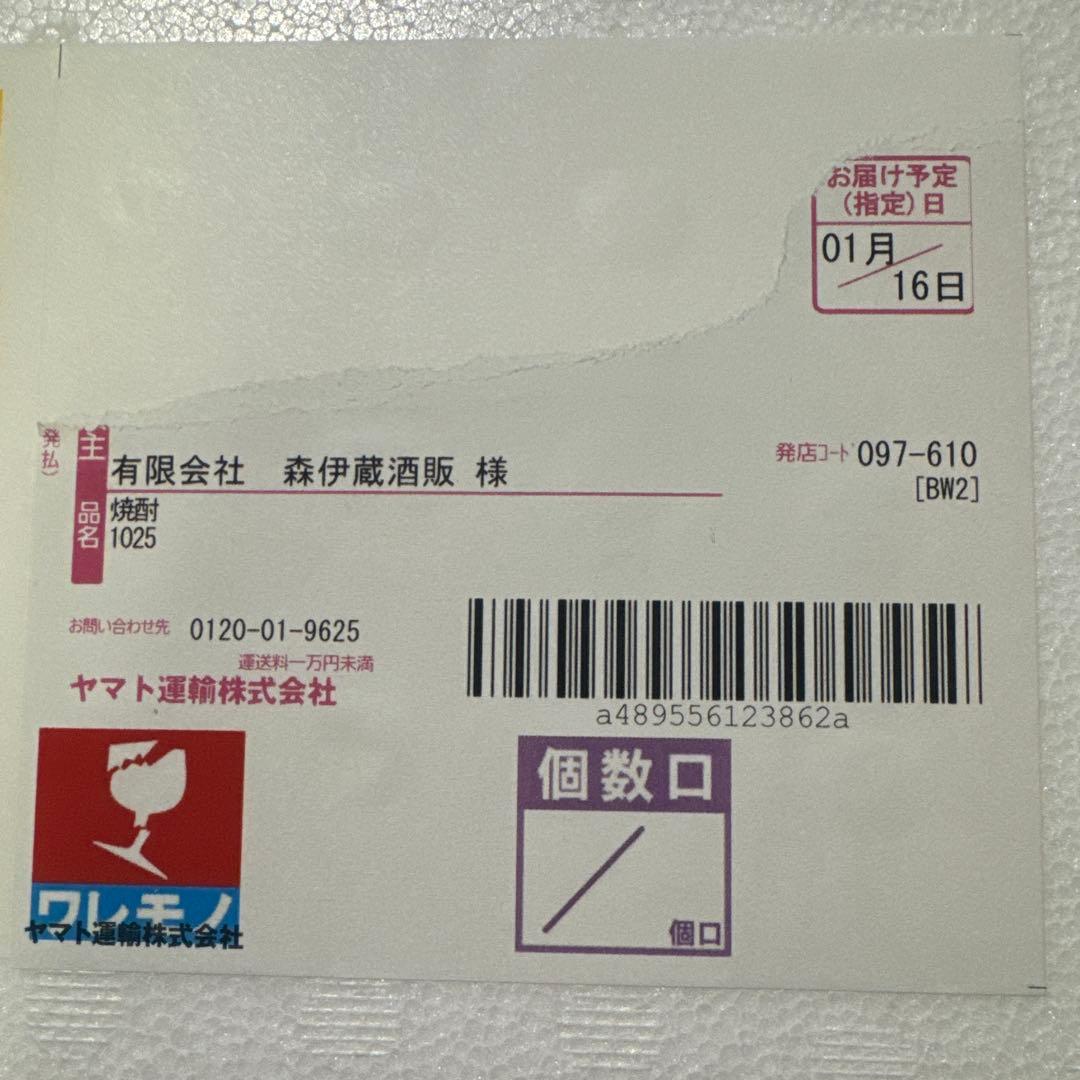 お届け予定
(指定)日
01月
16日
発払)
主
有限会社 森伊蔵酒販 様
発店コード 097-610
[BW2]
品名
焼酎
1025
お問い合わせ先 0120-01-9625
運送料一万円未満
ヤマト運輸株式会社
a489556123862a
ワレモノ
ヤマト運輸株式会社
個数口
個口